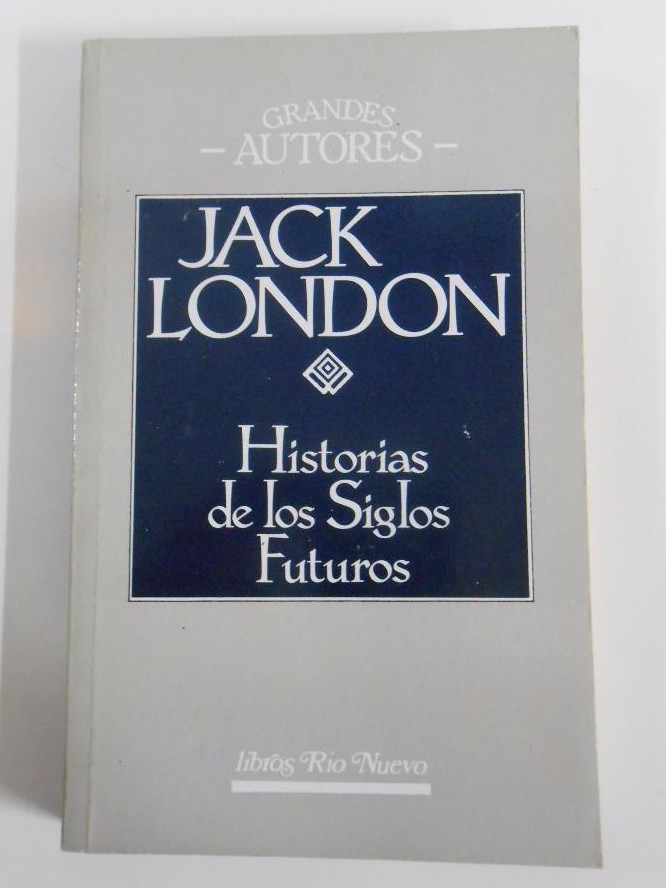 GRANDES
– AUTORES –
JACK
LONDON
Historias
de los Siglos
Futuros
libros Rio Nuevo